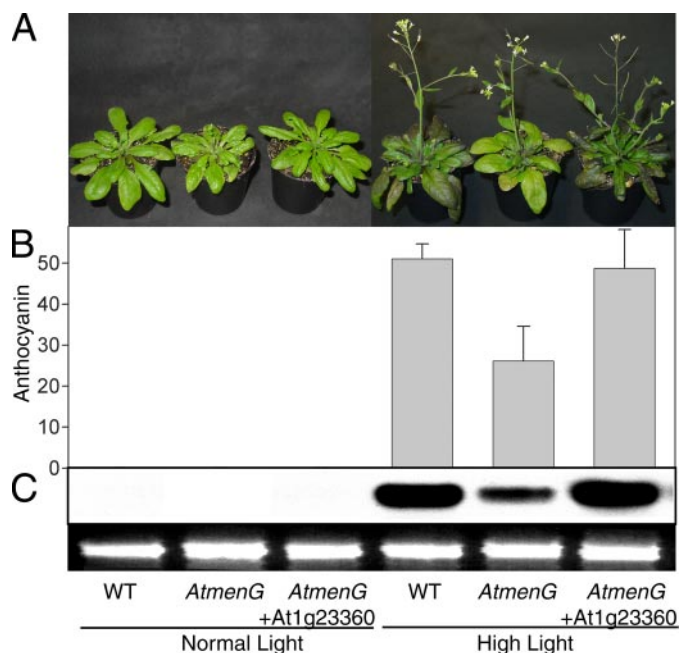 A
B
50
40
30
20
10
0
Anthocyanin
C
WT AtmenG AtmenG WT AtmenG AtmenG
+At1g23360 +At1g23360
Normal Light High Light